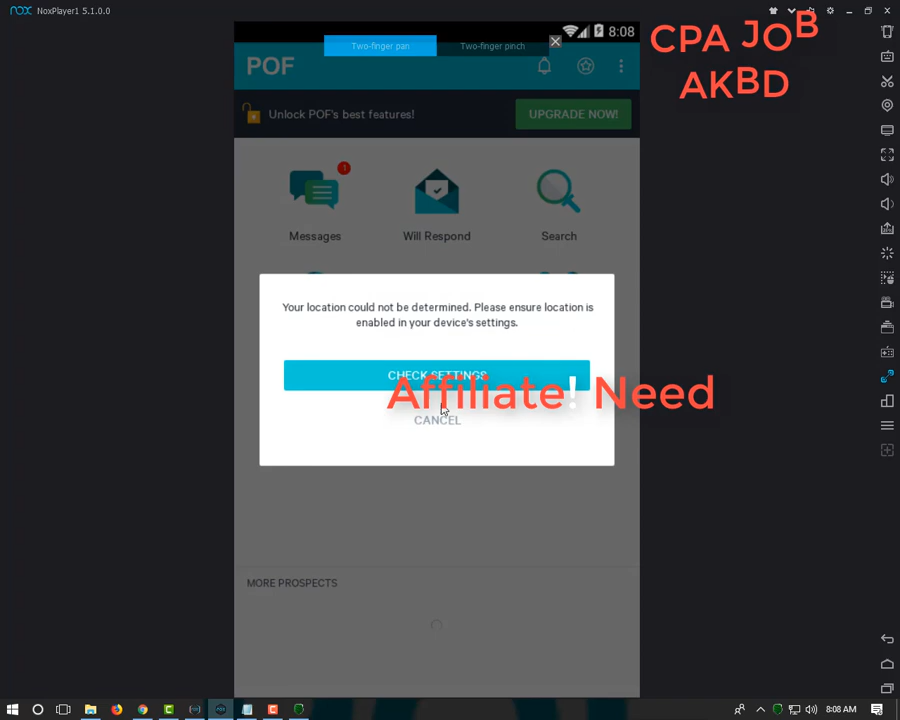 nox NoxPlayer1 5.1.0.0
8:08
CPA JOB
AKBD
Two-finger pan
Two-finger pinch
POF
Unlock POF's best features!
UPGRADE NOW!
1
Messages
Will Respond
Search
Your location could not be determined. Please ensure location is
enabled in your device's settings.
CHECK SETTINGS
Affiliate! Need
CANCEL
MORE PROSPECTS
8:08 AM